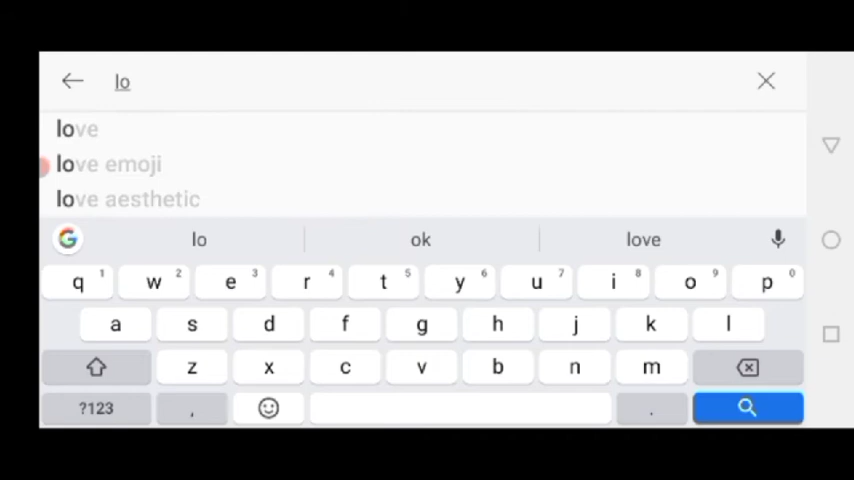 lo
love
love emoji
love aesthetic
lo ok love
q 1 w 2 e 3 r 4 t 5 y 6 u 7 i 8 o 9 p 0
a s d f g h j k l
z x c v b n m
?123 , .